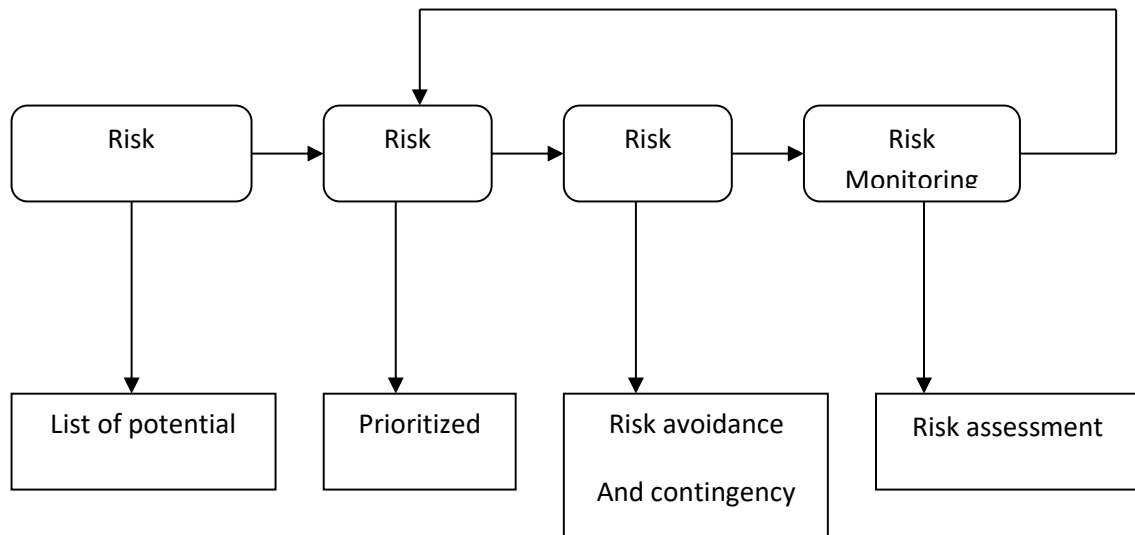 Risk
Risk
Risk
Risk
Monitoring
List of potential
Prioritized
Risk avoidance
And contingency
Risk assessment